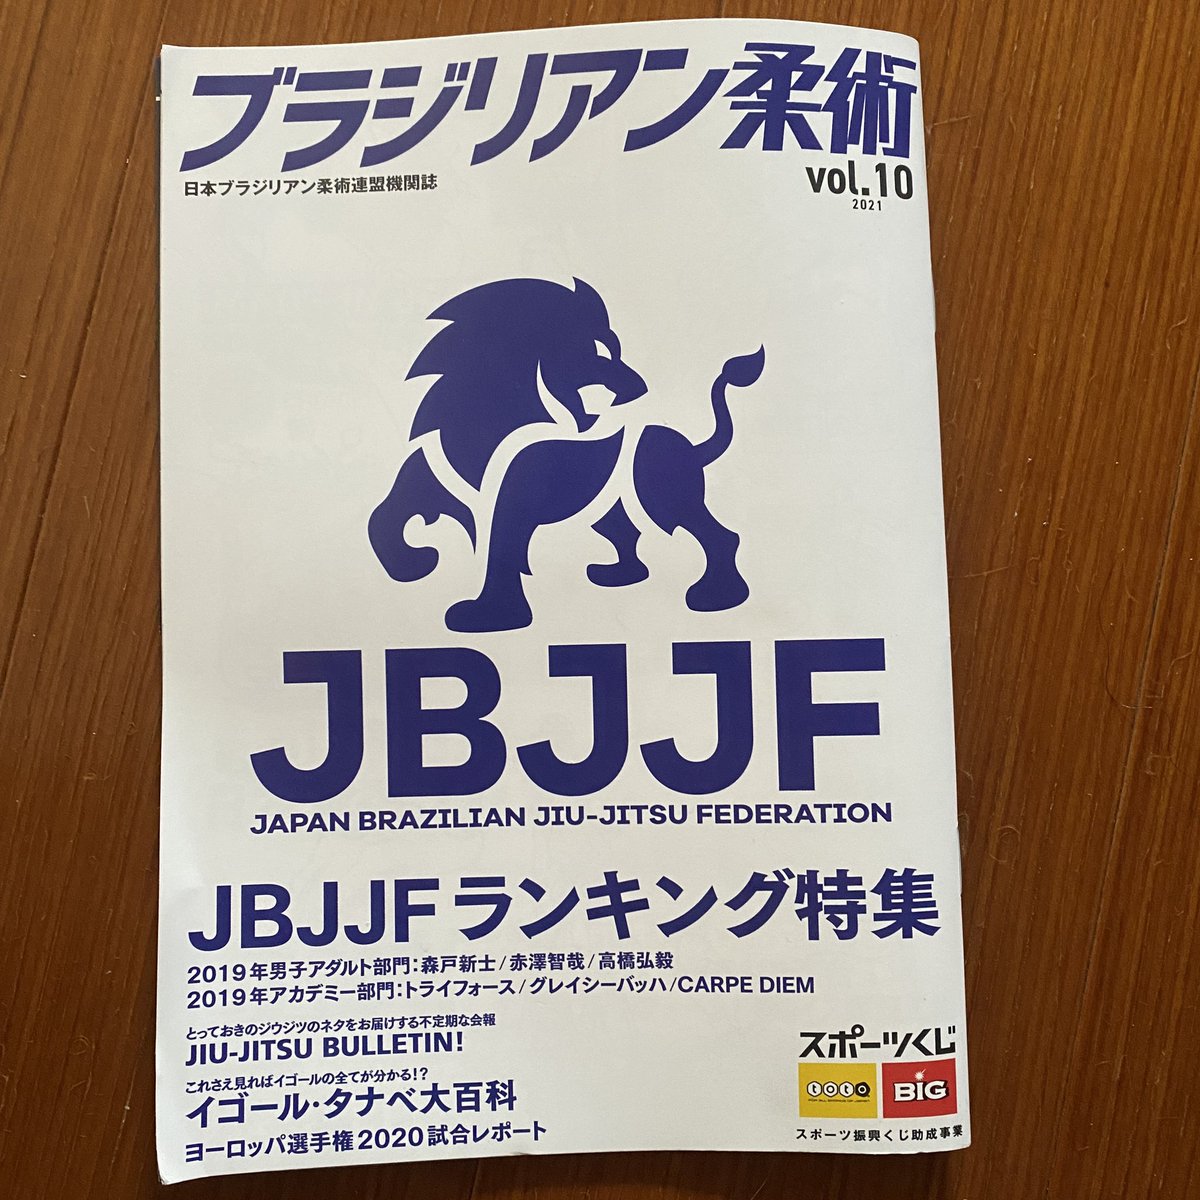 ブラジリアン柔術
日本ブラジリアン柔術連盟機関誌
vol.10
2021
JBJJF
JAPAN BRAZILIAN JIU-JITSU FEDERATION
JBJJFランキング特集
2019年男子アダルト部門：森戸新士/赤澤智哉/高橋弘毅
2019年アカデミー部門：トライフォース/グレイシーバッハ/CARPE DIEM
とっておきのジウジツのネタをお届けする不定期な会報
JIU-JITSU BULLETIN!
これさえ見ればイゴールの全てが分かる！？
イゴール・タナベ大百科
ヨーロッパ選手権2020試合レポート
スポーツくじ
toto
BIG
スポーツ振興くじ助成事業